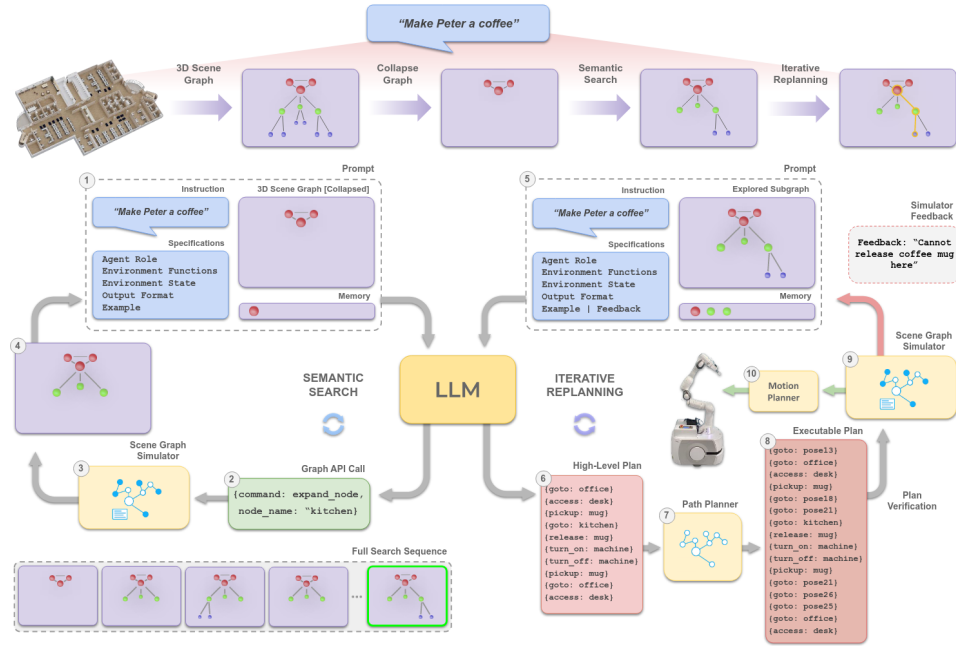 “Make Peter a coffee”
3D Scene
Graph
Collapse
Graph
Semantic
Search
Iterative
Replanning
1
Prompt
Instruction
3D Scene Graph [Collapsed]
“Make Peter a coffee”
Specifications
Agent Role
Environment Functions
Environment State
Output Format
Example
Memory
5
Prompt
Instruction
Explored Subgraph
“Make Peter a coffee”
Specifications
Agent Role
Environment Functions
Environment State
Output Format
Example | Feedback
Memory
Simulator
Feedback
Feedback: “Cannot
release coffee mug
here”
4
SEMANTIC
SEARCH
LLM
ITERATIVE
REPLANNING
10
Motion
Planner
Scene Graph
Simulator
9
Scene Graph
Simulator
3
Graph API Call
2
{command: expand_node,
node_name: “kitchen}
High-Level Plan
6
{goto: office}
{access: desk}
{pickup: mug}
{goto: kitchen}
{release: mug}
{turn_on: machine}
{turn_off: machine}
{pickup: mug}
{goto: office}
{access: desk}
7
Path Planner
Executable Plan
8
{goto: pose13}
{goto: office}
{access: desk}
{pickup: mug}
{goto: pose18}
{goto: pose21}
{goto: kitchen}
{release: mug}
{turn_on: machine}
{turn_off: machine}
{pickup: mug}
{goto: pose21}
{goto: pose26}
{goto: pose25}
{goto: office}
{access: desk}
Plan
Verification
Full Search Sequence
...